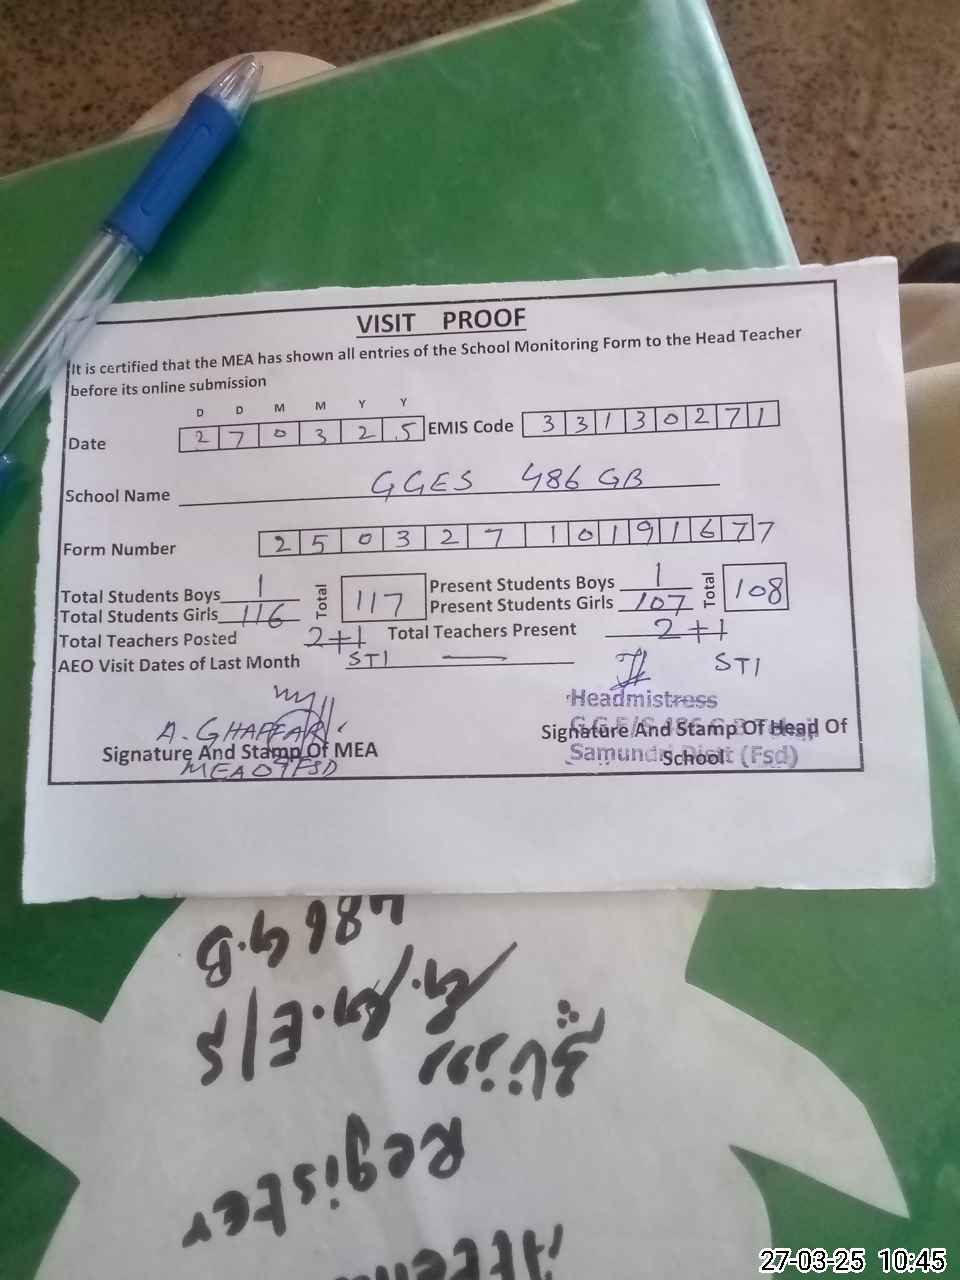 VISIT PROOF
It is certified that the MEA has shown all entries of the School Monitoring Form to the Head Teacher
before its online submission
D D M M Y Y
Date 2 7 0 3 2 5 EMIS Code 3 3 1 3 0 2 7 1
School Name GGES 486 GB
Form Number 2 5 0 3 2 7 1 0 1 9 1 6 7 7
Total Students Boys 1 Total 117 Present Students Boys 1 Total 108
Total Students Girls 116 Present Students Girls 107
Total Teachers Posted 2+1 Total Teachers Present 2+1
AEO Visit Dates of Last Month STI — STI
Headmistress
A. GHAFFAR
Signature And Stamp Of MEA Signature And Stamp Of Head Of
MEA FSD Samundri Distt (Fsd)
School
486 G.B
G.G.E/S
Register
27-03-25 10:45